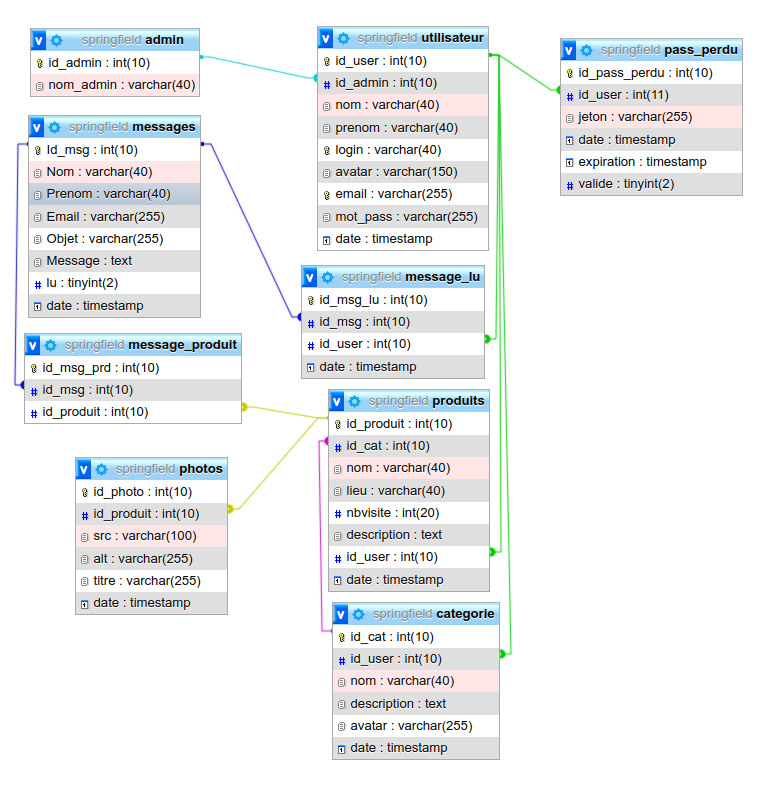 v springfield admin
id_admin : int(10)
nom_admin : varchar(40)
v springfield messages
Id_msg : int(10)
Nom : varchar(40)
Prenom : varchar(40)
Email : varchar(255)
Objet : varchar(255)
Message : text
lu : tinyint(2)
date : timestamp
v springfield message_produit
id_msg_prd : int(10)
# id_msg : int(10)
# id_produit : int(10)
v springfield photos
id_photo : int(10)
# id_produit : int(10)
src : varchar(100)
alt : varchar(255)
titre : varchar(255)
date : timestamp
v springfield utilisateur
id_user : int(10)
# id_admin : int(10)
nom : varchar(40)
prenom : varchar(40)
login : varchar(40)
avatar : varchar(150)
email : varchar(255)
mot_pass : varchar(255)
date : timestamp
v springfield message_lu
id_msg_lu : int(10)
# id_msg : int(10)
# id_user : int(10)
date : timestamp
v springfield produits
id_produit : int(10)
# id_cat : int(10)
nom : varchar(40)
lieu : varchar(40)
# nbvisite : int(20)
description : text
# id_user : int(10)
date : timestamp
v springfield categorie
id_cat : int(10)
# id_user : int(10)
nom : varchar(40)
description : text
avatar : varchar(255)
date : timestamp
v springfield pass_perdu
id_pass_perdu : int(10)
# id_user : int(11)
jeton : varchar(255)
date : timestamp
expiration : timestamp
# valide : tinyint(2)